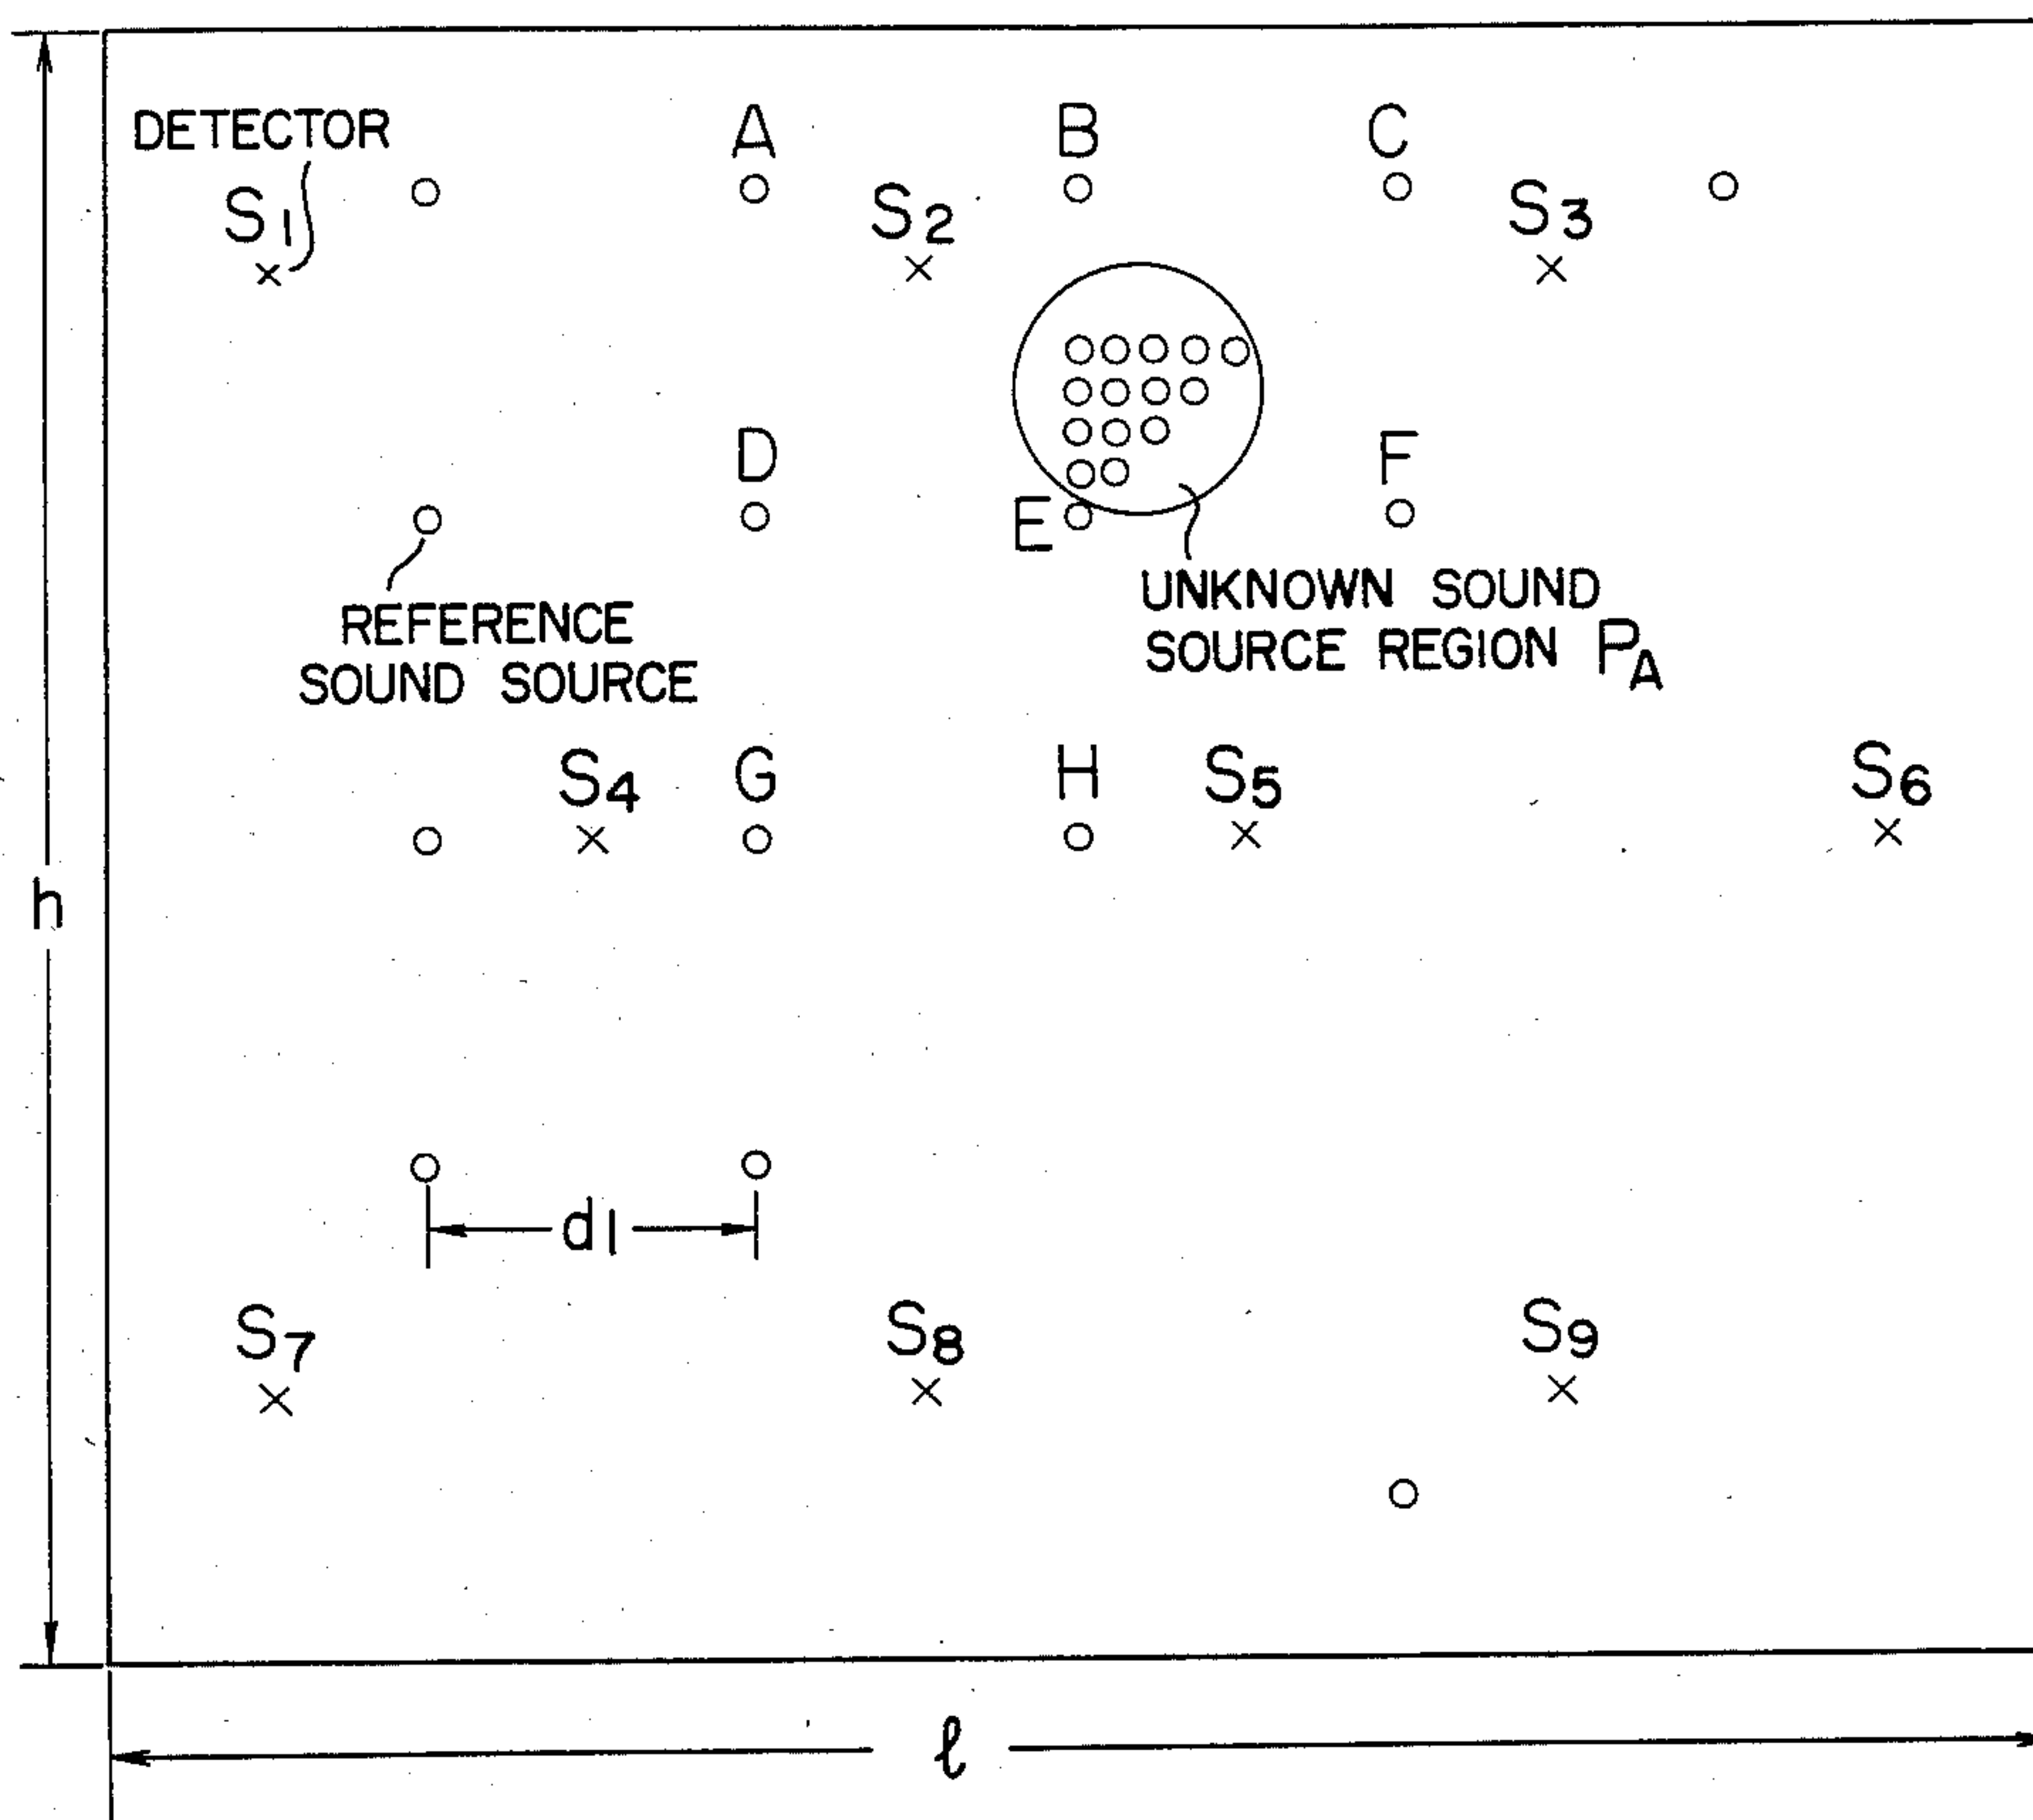 DETECTOR
A
B
C
S1
S2
S3
D
E
F
UNKNOWN SOUND
SOURCE REGION PA
REFERENCE
SOUND SOURCE
S4
G
H
S5
S6
h
d1
S7
S8
S9
ℓ